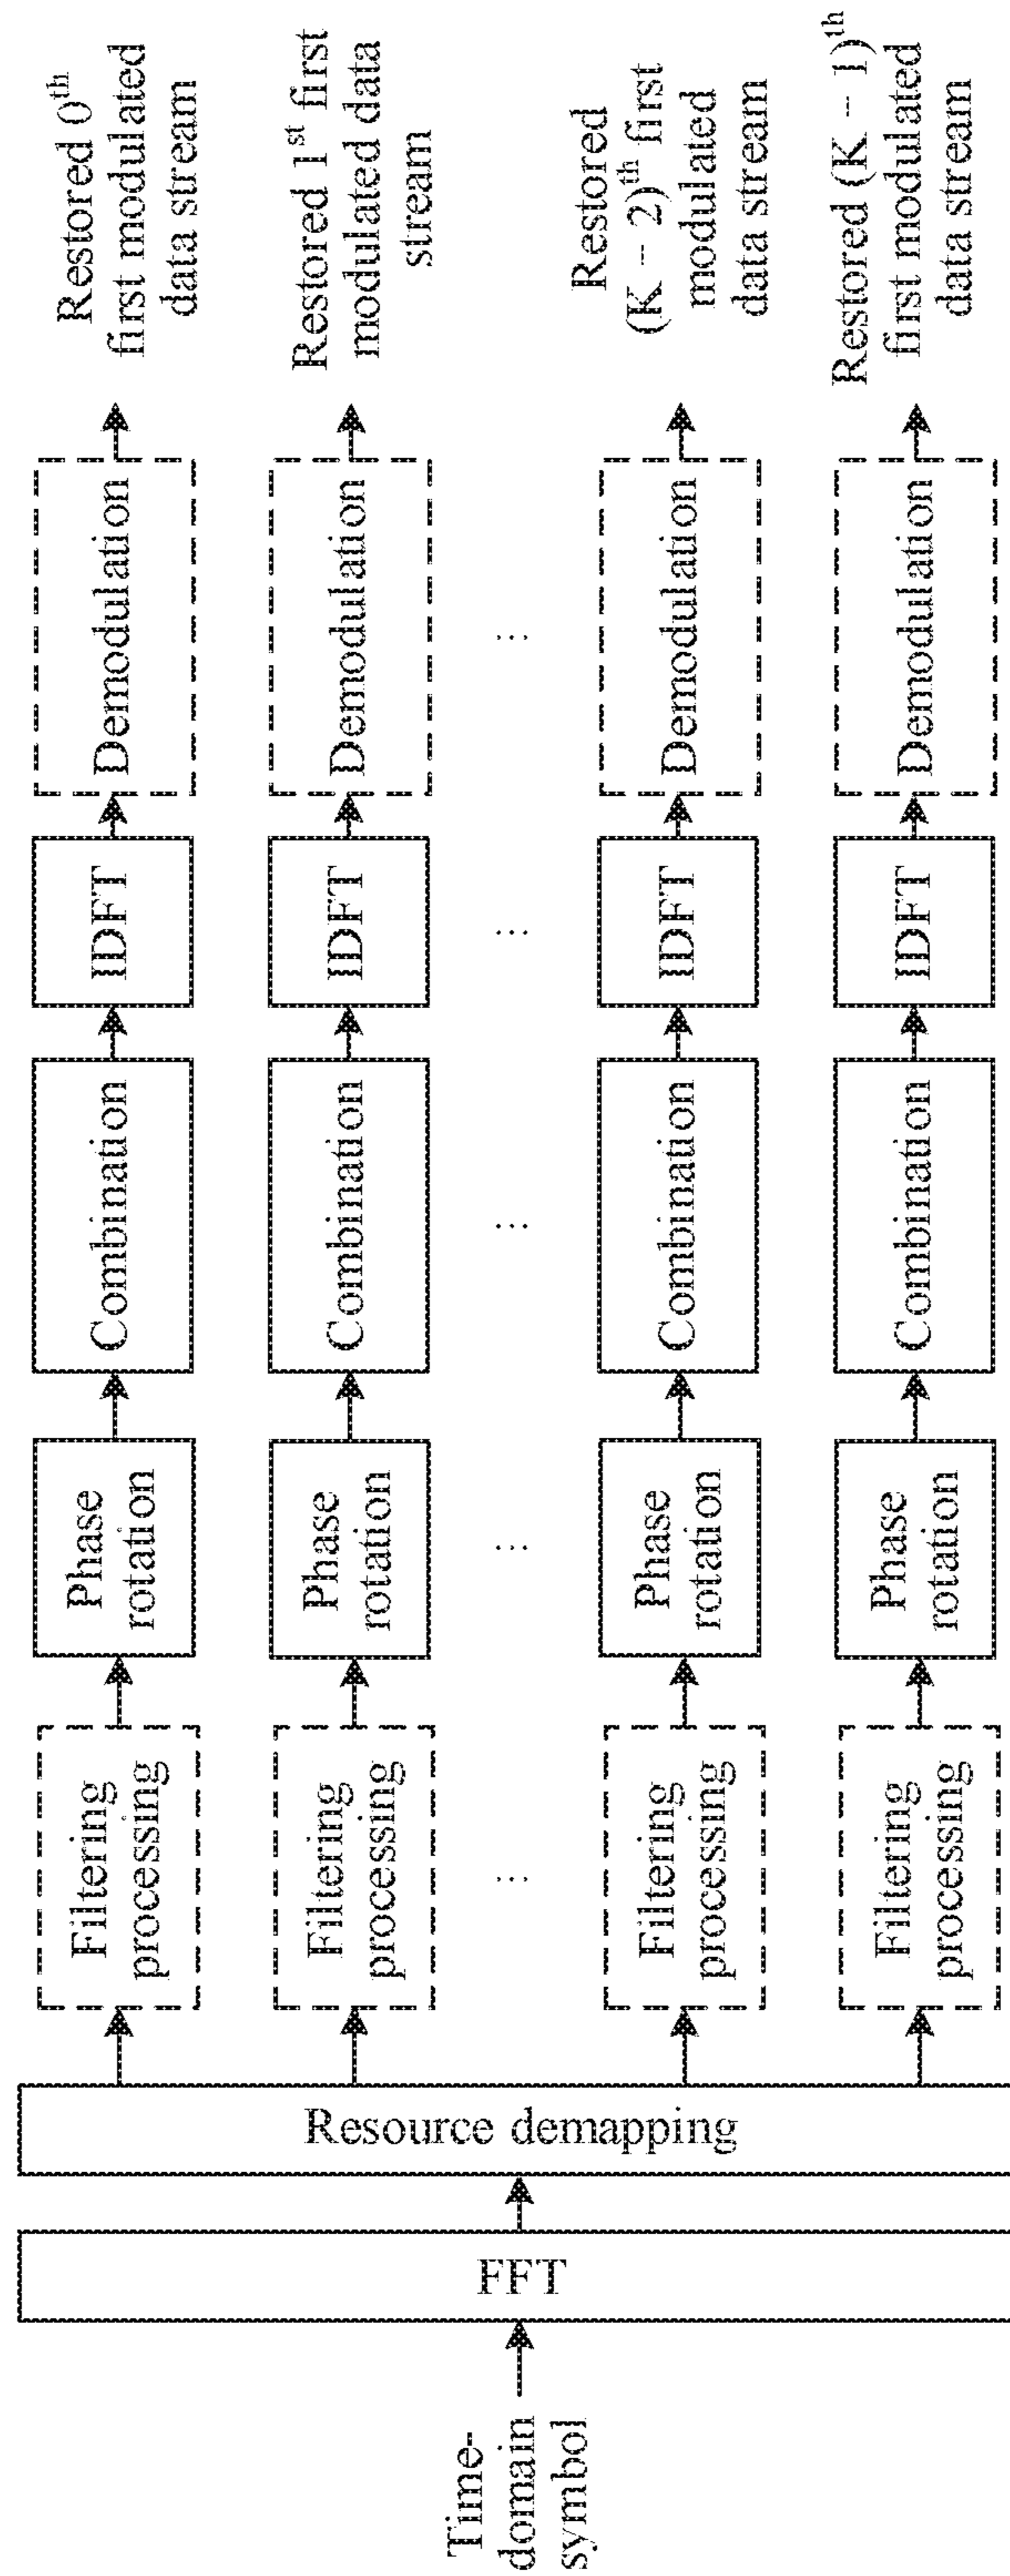 Time-
domain
symbol
FFT
Resource demapping
Filtering
processing
Phase
rotation
Combination
IDFT
Demodulation
Restored 0th
first modulated
data stream
Filtering
processing
Phase
rotation
Combination
IDFT
Demodulation
Restored 1st first
modulated data
stream
...
...
...
...
...
Filtering
processing
Phase
rotation
Combination
IDFT
Demodulation
Restored
(K - 2)th first
modulated
data stream
Filtering
processing
Phase
rotation
Combination
IDFT
Demodulation
Restored (K - 1)th
first modulated
data stream